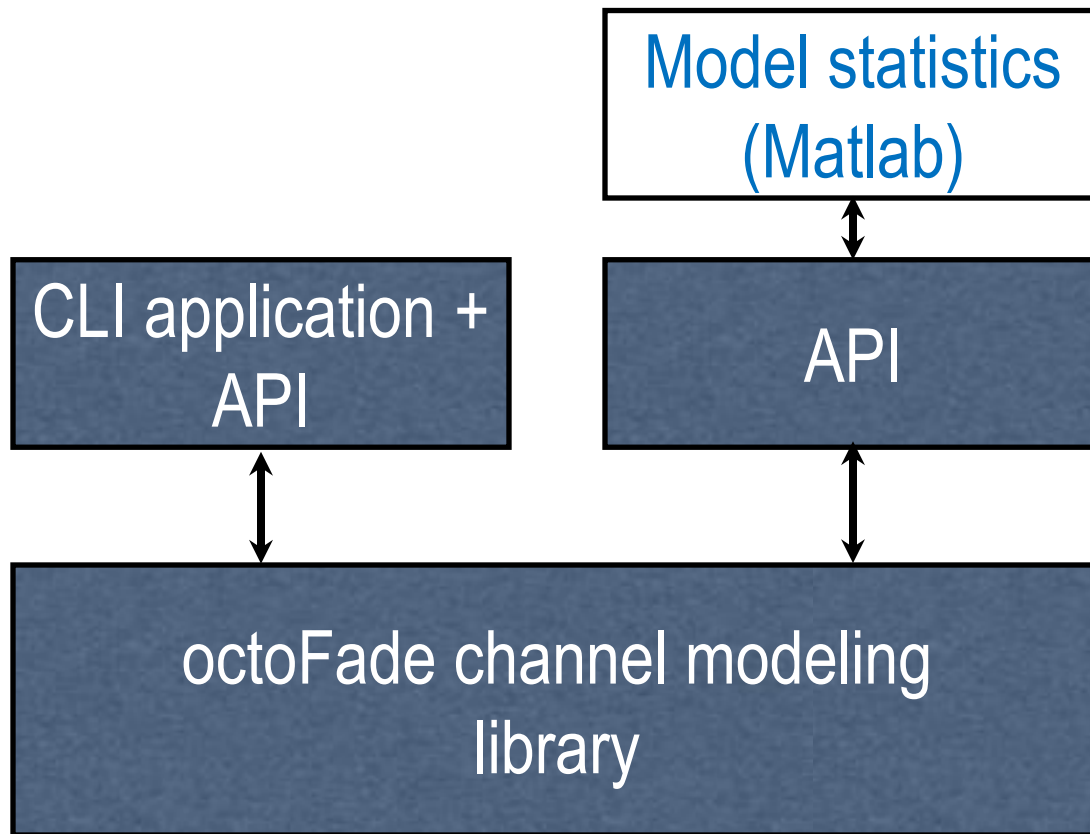 Model statistics
(Matlab)
CLI application +
API
API
octoFade channel modeling
library